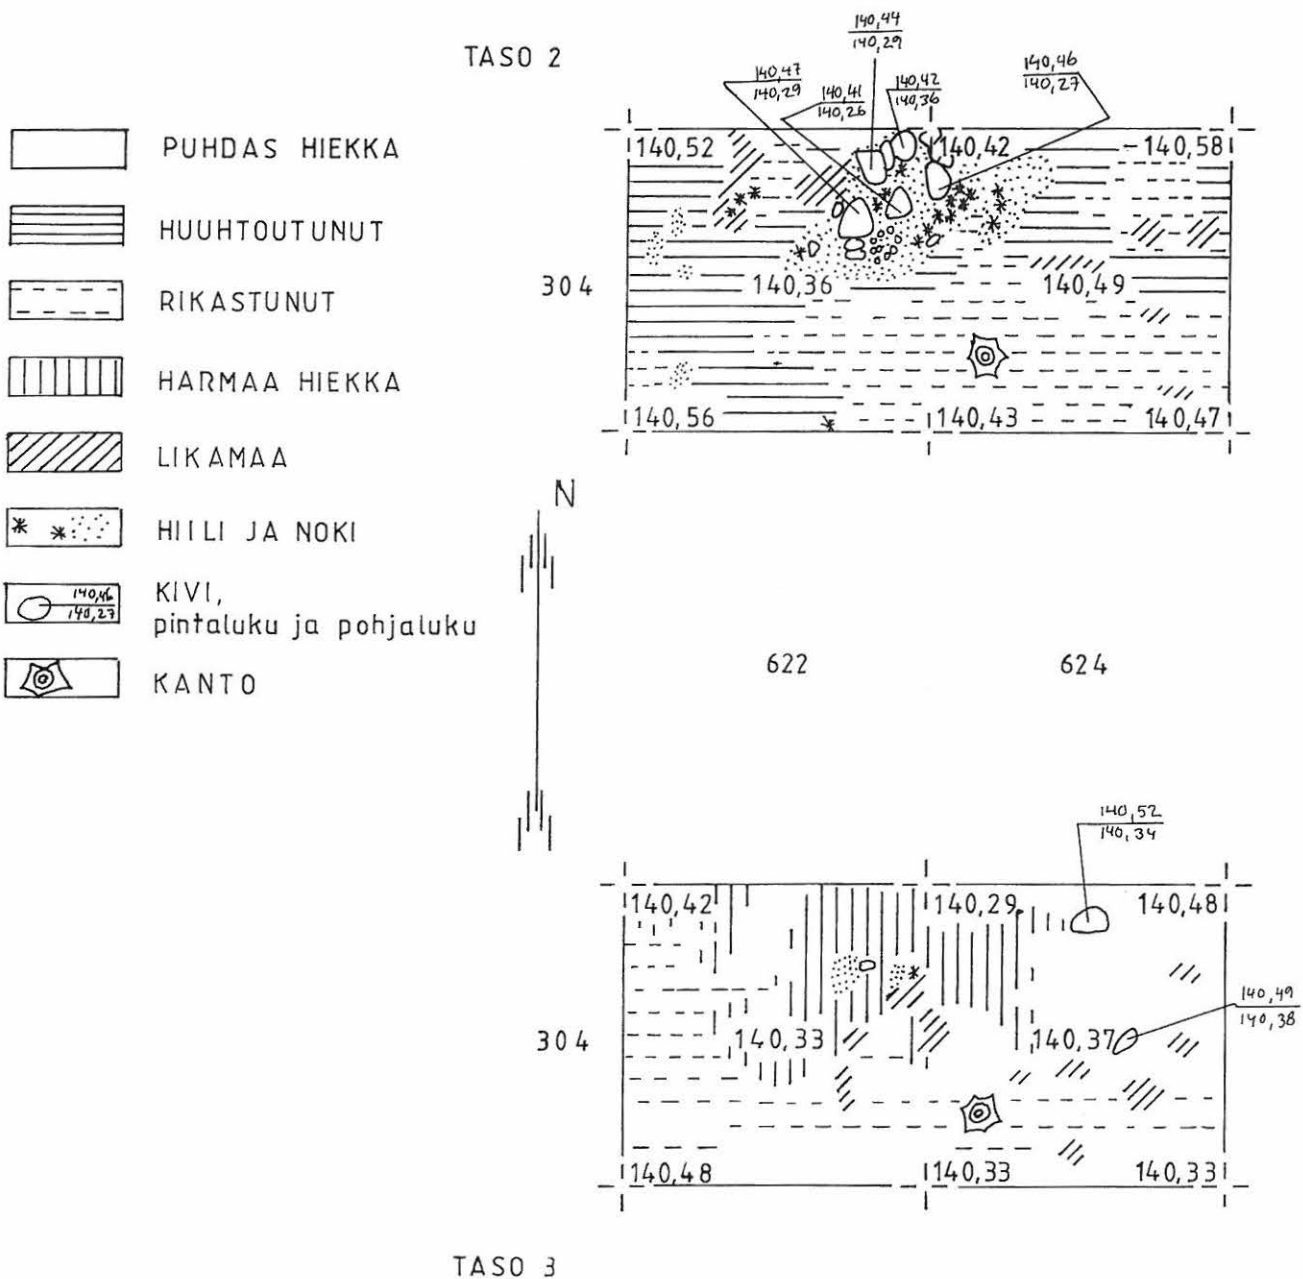 TASO 2
140,44
140,29
140,47
140,29
140,41
140,26
140,42
140,36
140,46
140,27
PUHDAS HIEKKA
HUUHTOUTUNUT
RIKASTUNUT
HARMAA HIEKKA
LIKAMAA
HIILI JA NOKI
140,46
140,27
KIVI,
pintaluku ja pohjaluku
KANTO
140,52 140,42 140,58
304 140,36 140,49
140,56 140,43 140,47
N
622 624
140,52
140,34
140,42 140,29 140,48
140,49
140,38
304 140,33 140,37
140,48 140,33 140,33
TASO 3